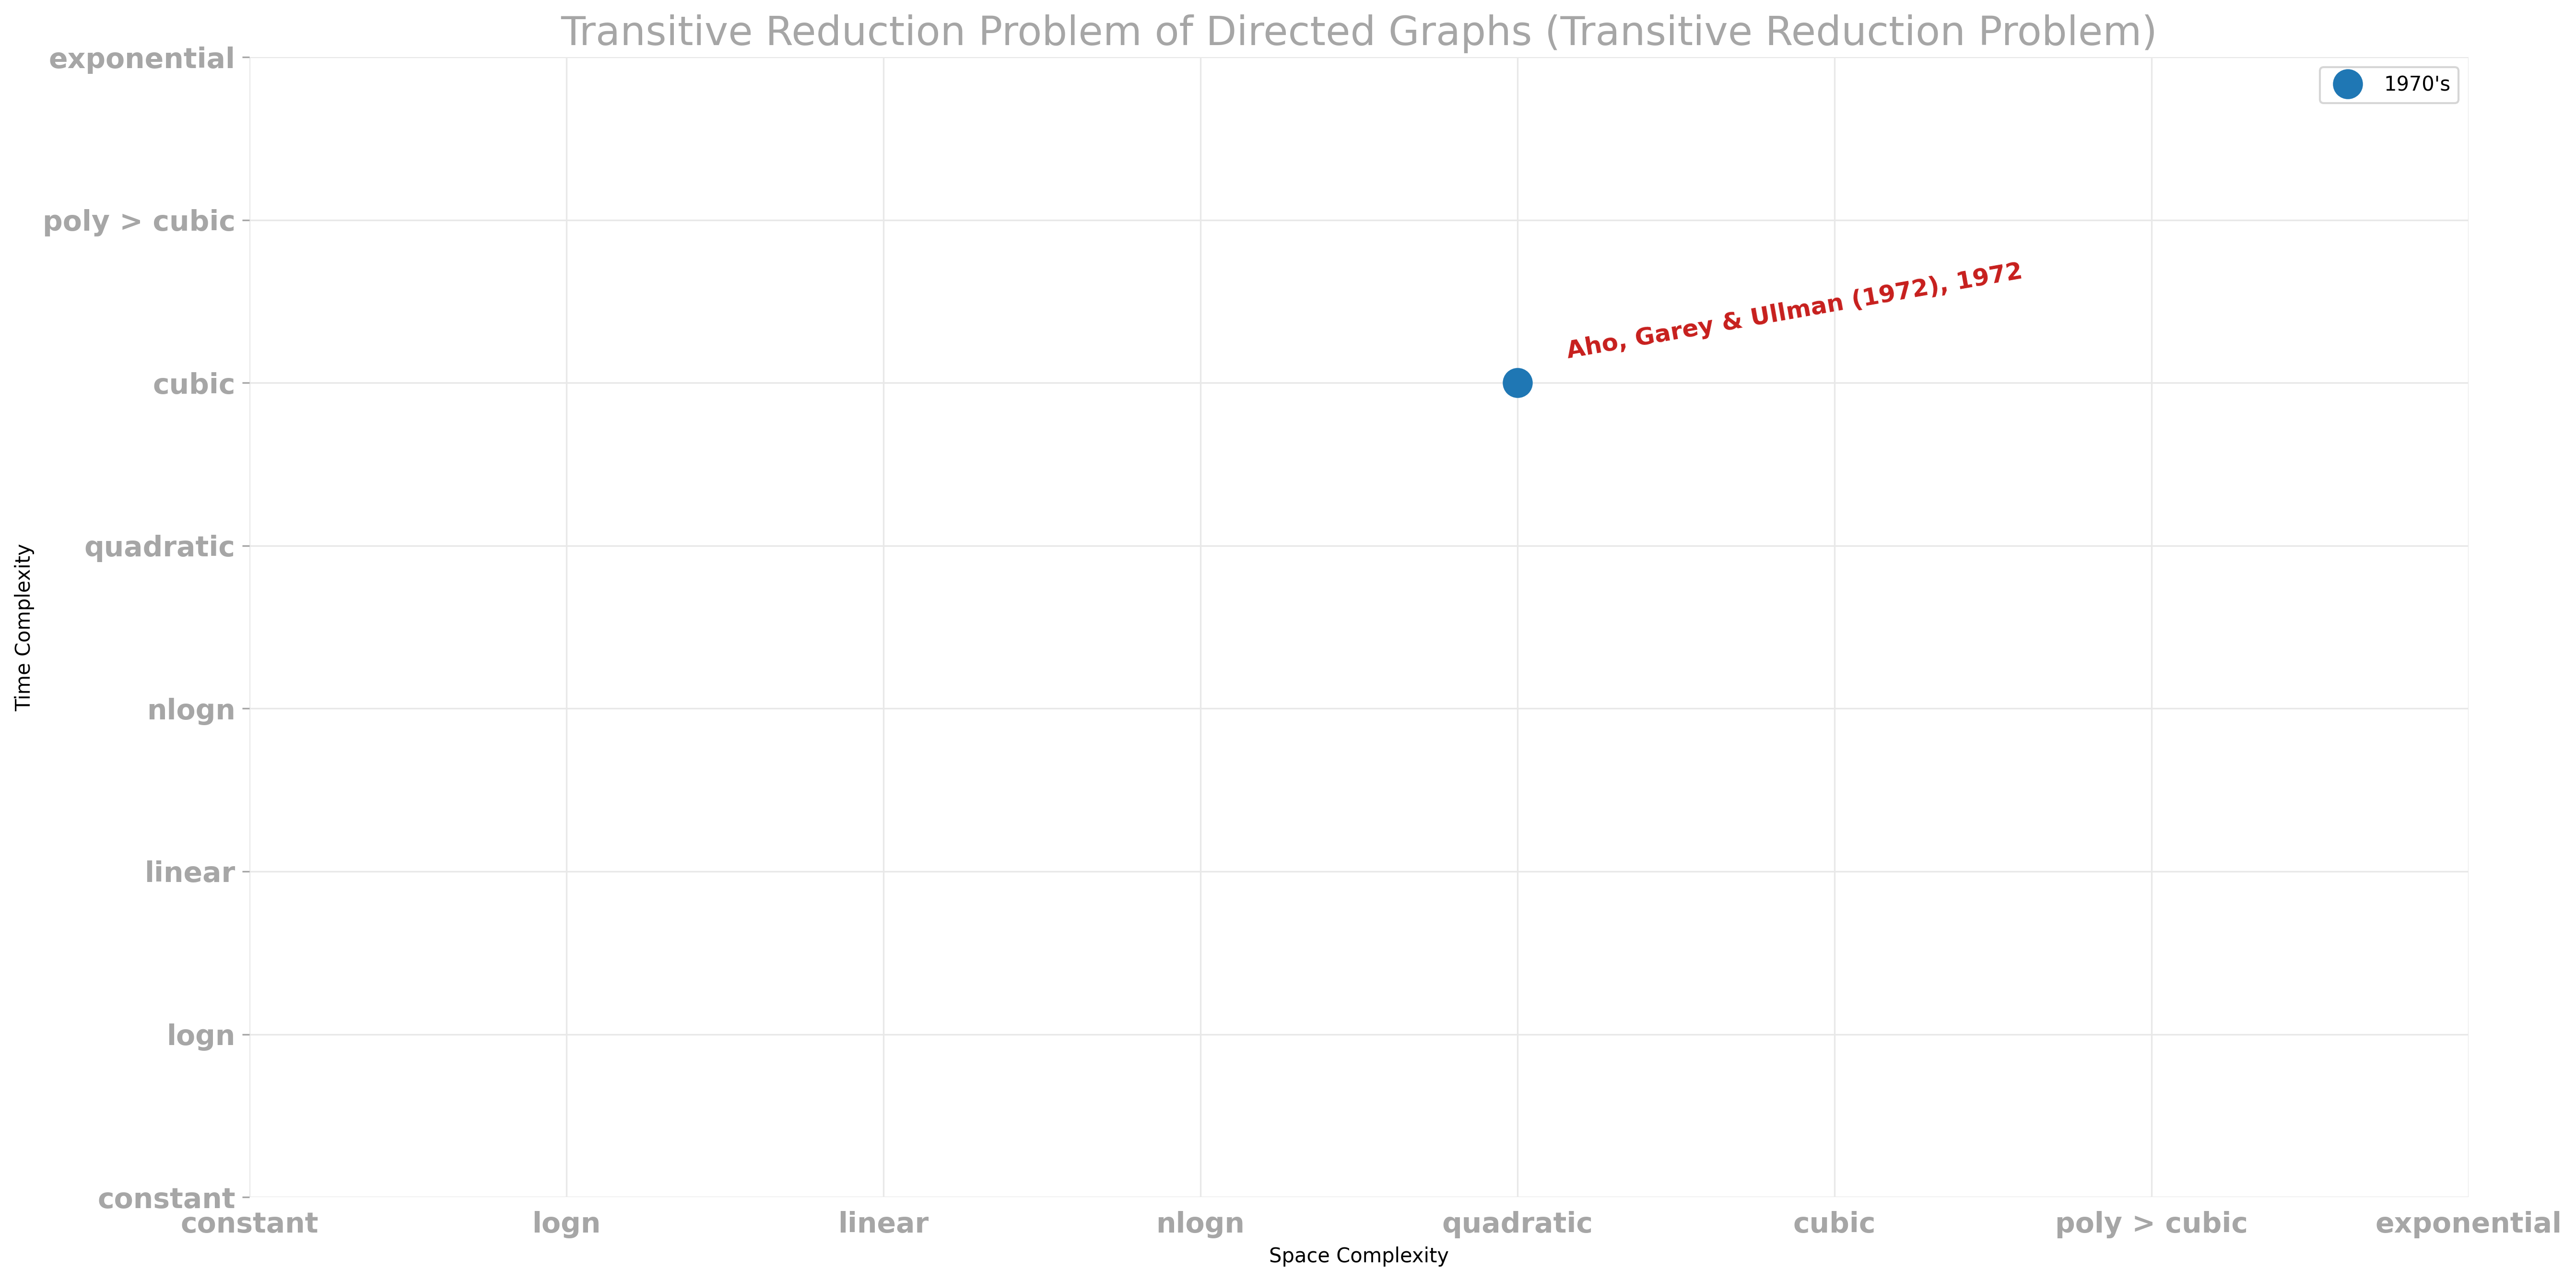 Transitive Reduction Problem of Directed Graphs (Transitive Reduction Problem)
exponential
1970's
poly > cubic
Aho, Garey & Ullman (1972), 1972
cubic
quadratic
Time Complexity
nlogn
linear
logn
constant
constant logn linear nlogn quadratic cubic poly > cubic exponential
Space Complexity